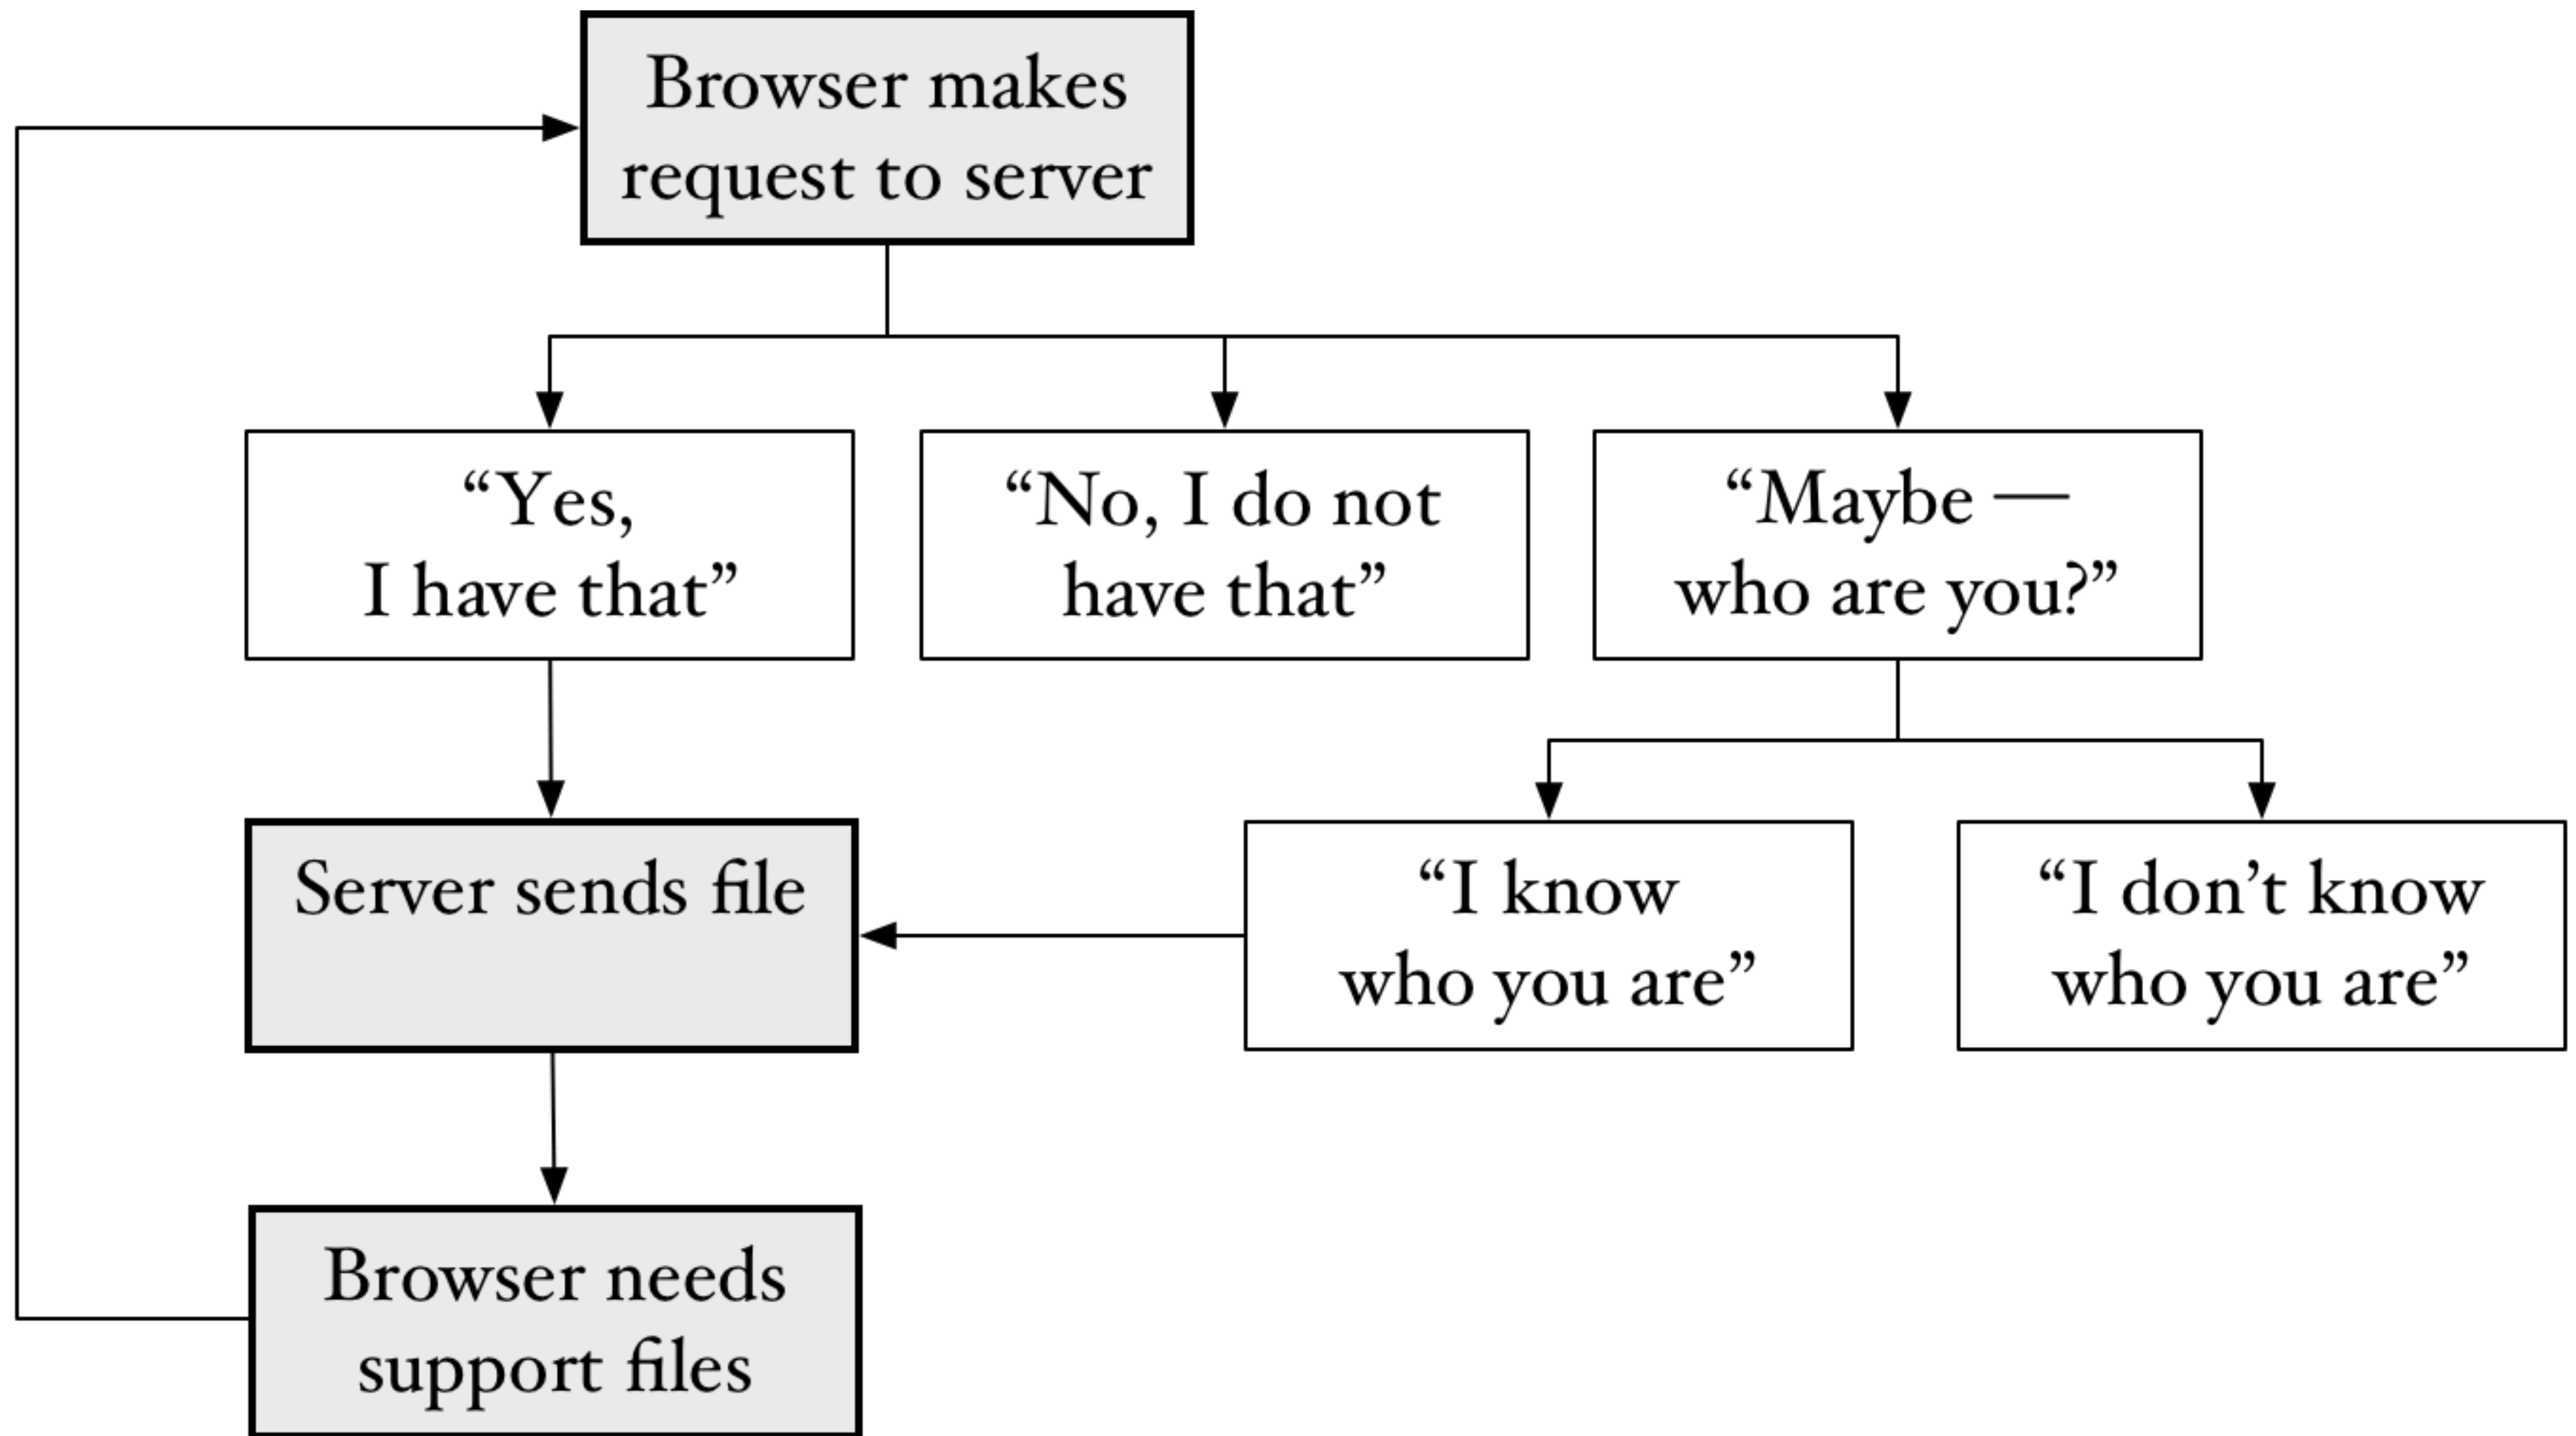 Browser makes
request to server
“Yes,
I have that”
“No, I do not
have that”
“Maybe —
who are you?”
Server sends file
“I know
who you are”
“I don’t know
who you are”
Browser needs
support files